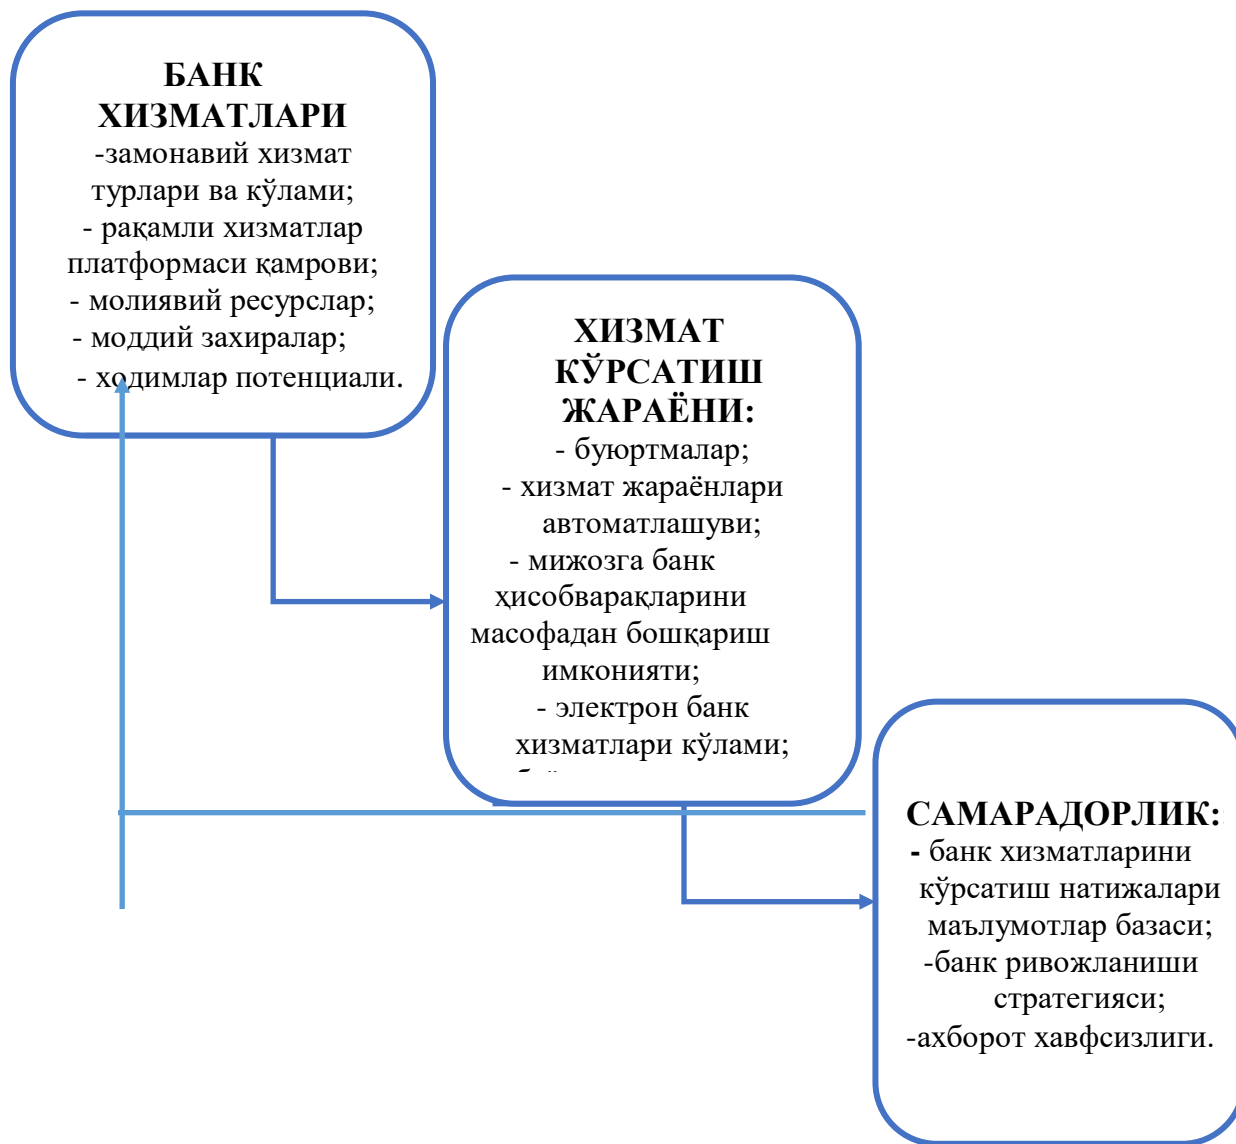 БАНК
ХИЗМАТЛАРИ
-замонавий хизмат
турлари ва кўлами;
- рақамли хизматлар
платформаси қамрови;
- молиявий ресурслар;
- моддий захиралар;
- ходимлар потенциали.
ХИЗМАТ
КЎРСАТИШ
ЖАРАЁНИ:
- буюртмалар;
- хизмат жараёнлари
автоматлашуви;
- мижозга банк
ҳисобварақларини
масофадан бошқариш
имконияти;
- электрон банк
хизматлари кўлами;
САМАРАДОРЛИК:
- банк хизматларини
кўрсатиш натижалари
маълумотлар базаси;
-банк ривожланиши
стратегияси;
-ахборот хавфсизлиги.